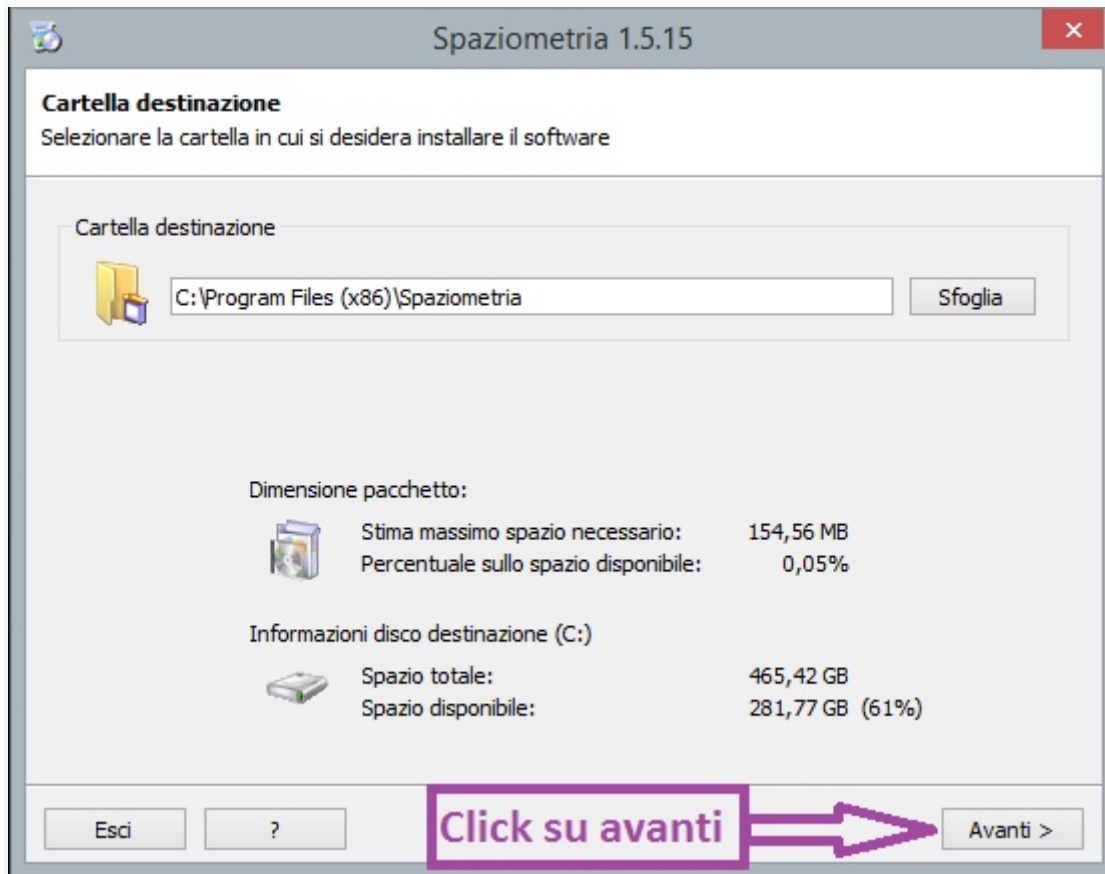 Spaziometria 1.5.15
Cartella destinazione
Selezionare la cartella in cui si desidera installare il software
Cartella destinazione
C:\Program Files (x86)\Spaziometria
Sfoglia
Dimensione pacchetto:
Stima massimo spazio necessario: 154,56 MB
Percentuale sullo spazio disponibile: 0,05%
Informazioni disco destinazione (C:)
Spazio totale: 465,42 GB
Spazio disponibile: 281,77 GB (61%)
Esci ? Click su avanti Avanti >